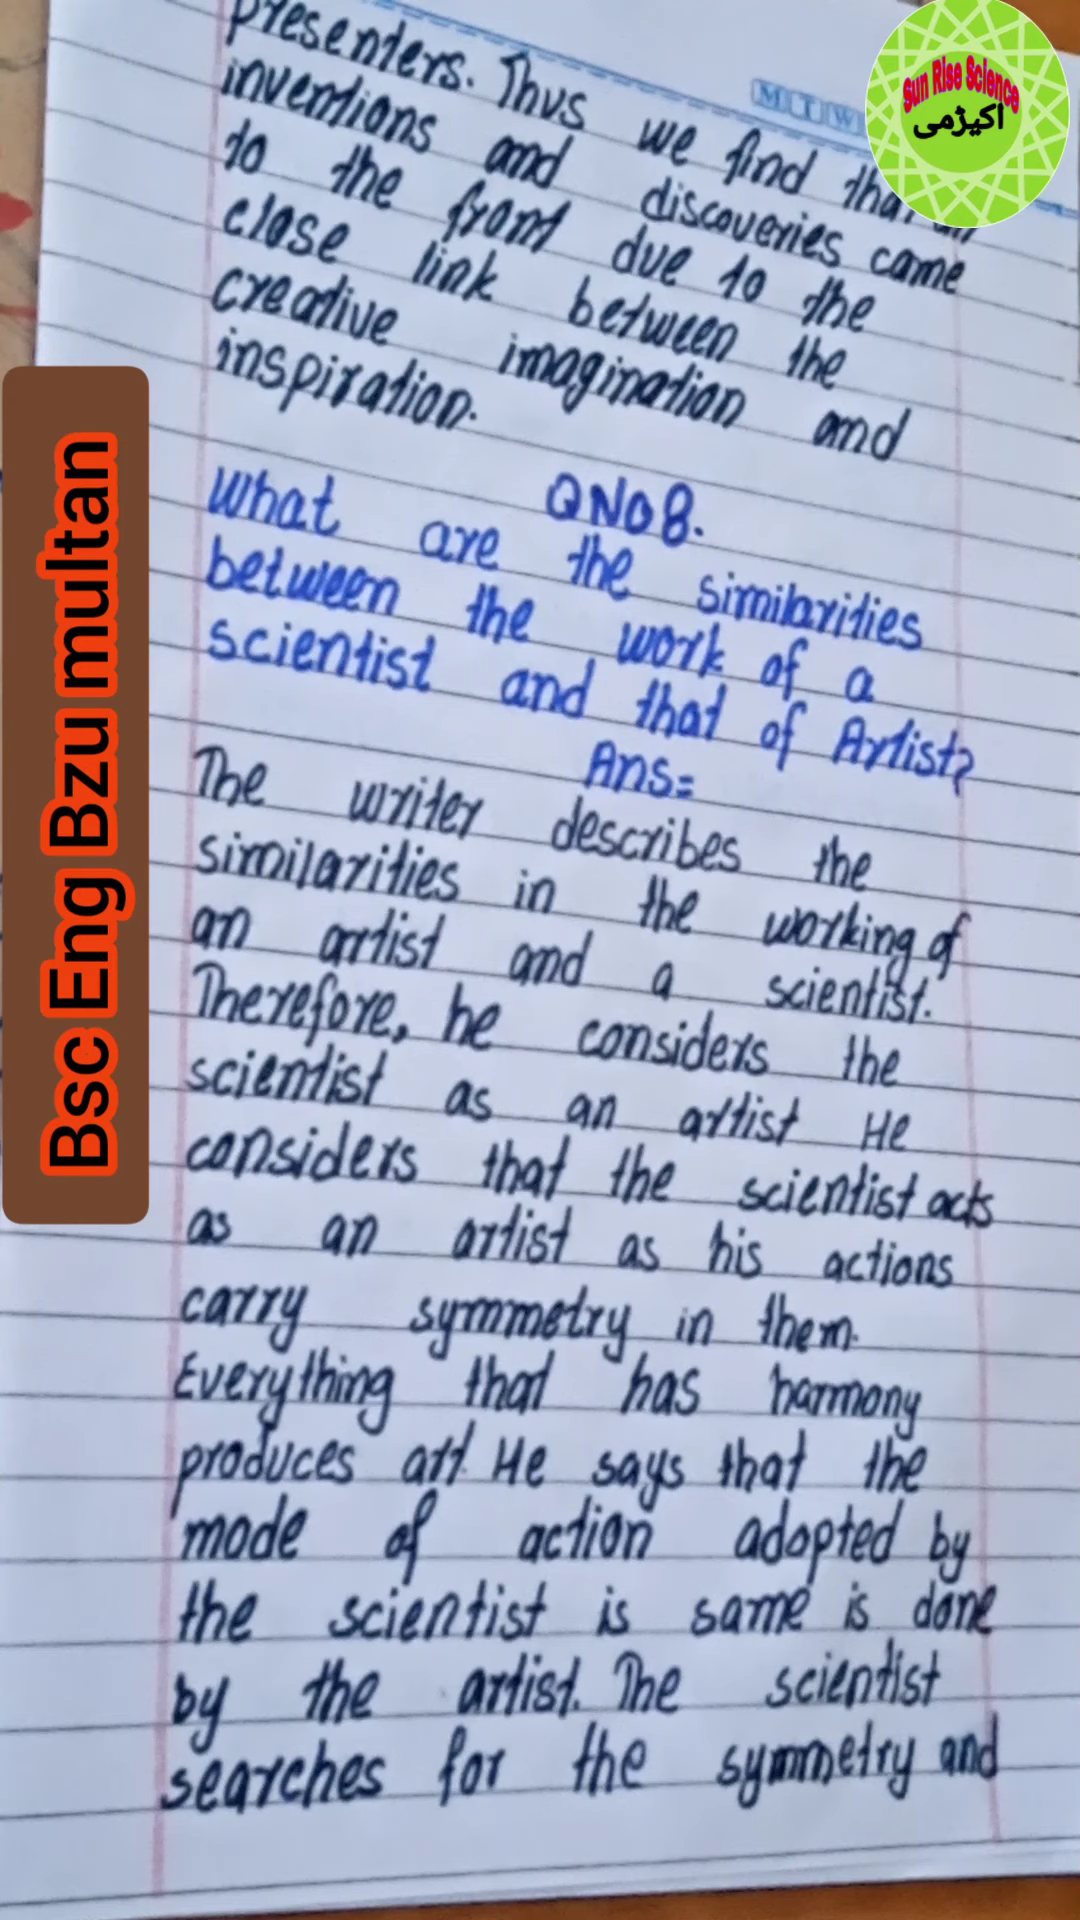 presenters. Thus we find that all
inventions and discoveries came
to the front due to the
close link between the
creative imagination and
inspiration.
QNO8.
What are the similarities
between the work of a
scientist and that of Artist?
Ans=
The writer describes the
similarities in the working of
an artist and a scientist.
Therefore, he considers the
scientist as an artist He
considers that the scientist acts
as an artist as his actions
carry symmetry in them.
Everything that has harmony
produces art. He says that the
mode of action adopted by
the scientist is same is done
by the artist. The scientist
searches for the symmetry and
M T W
Sun Rise Science
اکیڑمی
Bsc Eng Bzu multan